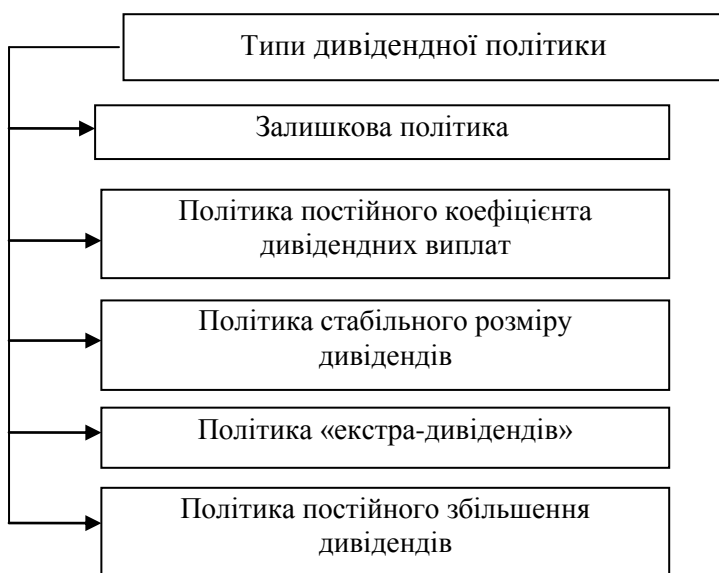 Типи дивідендної політики
Залишкова політика
Політика постійного коефіцієнта
дивідендних виплат
Політика стабільного розміру
дивідендів
Політика «екстра-дивідендів»
Політика постійного збільшення
дивідендів